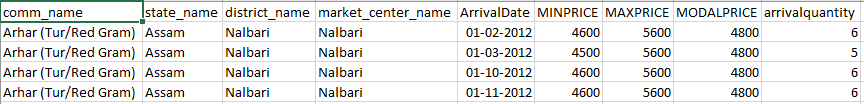 comm_name state_name district_name market_center_name ArrivalDate MINPRICE MAXPRICE MODALPRICE arrivalquantity
Arhar (Tur/Red Gram) Assam Nalbari Nalbari 01-02-2012 4600 5600 4800 6
Arhar (Tur/Red Gram) Assam Nalbari Nalbari 01-03-2012 4500 5600 4800 5
Arhar (Tur/Red Gram) Assam Nalbari Nalbari 01-10-2012 4600 5600 4800 6
Arhar (Tur/Red Gram) Assam Nalbari Nalbari 01-11-2012 4600 5600 4800 6